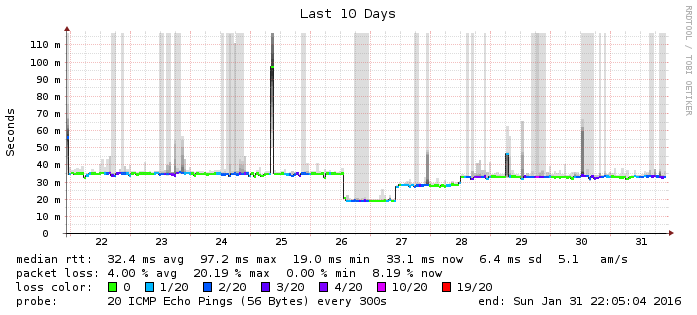 Last 10 Days
RRDTOOL / TOBI OETIKER
Seconds
110 m
100 m
90 m
80 m
70 m
60 m
50 m
40 m
30 m
20 m
10 m
0
22 23 24 25 26 27 28 29 30 31
median rtt: 32.4 ms avg 97.2 ms max 19.0 ms min 33.1 ms now 6.4 ms sd 5.1 am/s
packet loss: 4.00 % avg 20.19 % max 0.00 % min 8.19 % now
loss color: 0 1/20 2/20 3/20 4/20 10/20 19/20
probe: 20 ICMP Echo Pings (56 Bytes) every 300s end: Sun Jan 31 22:05:04 2016